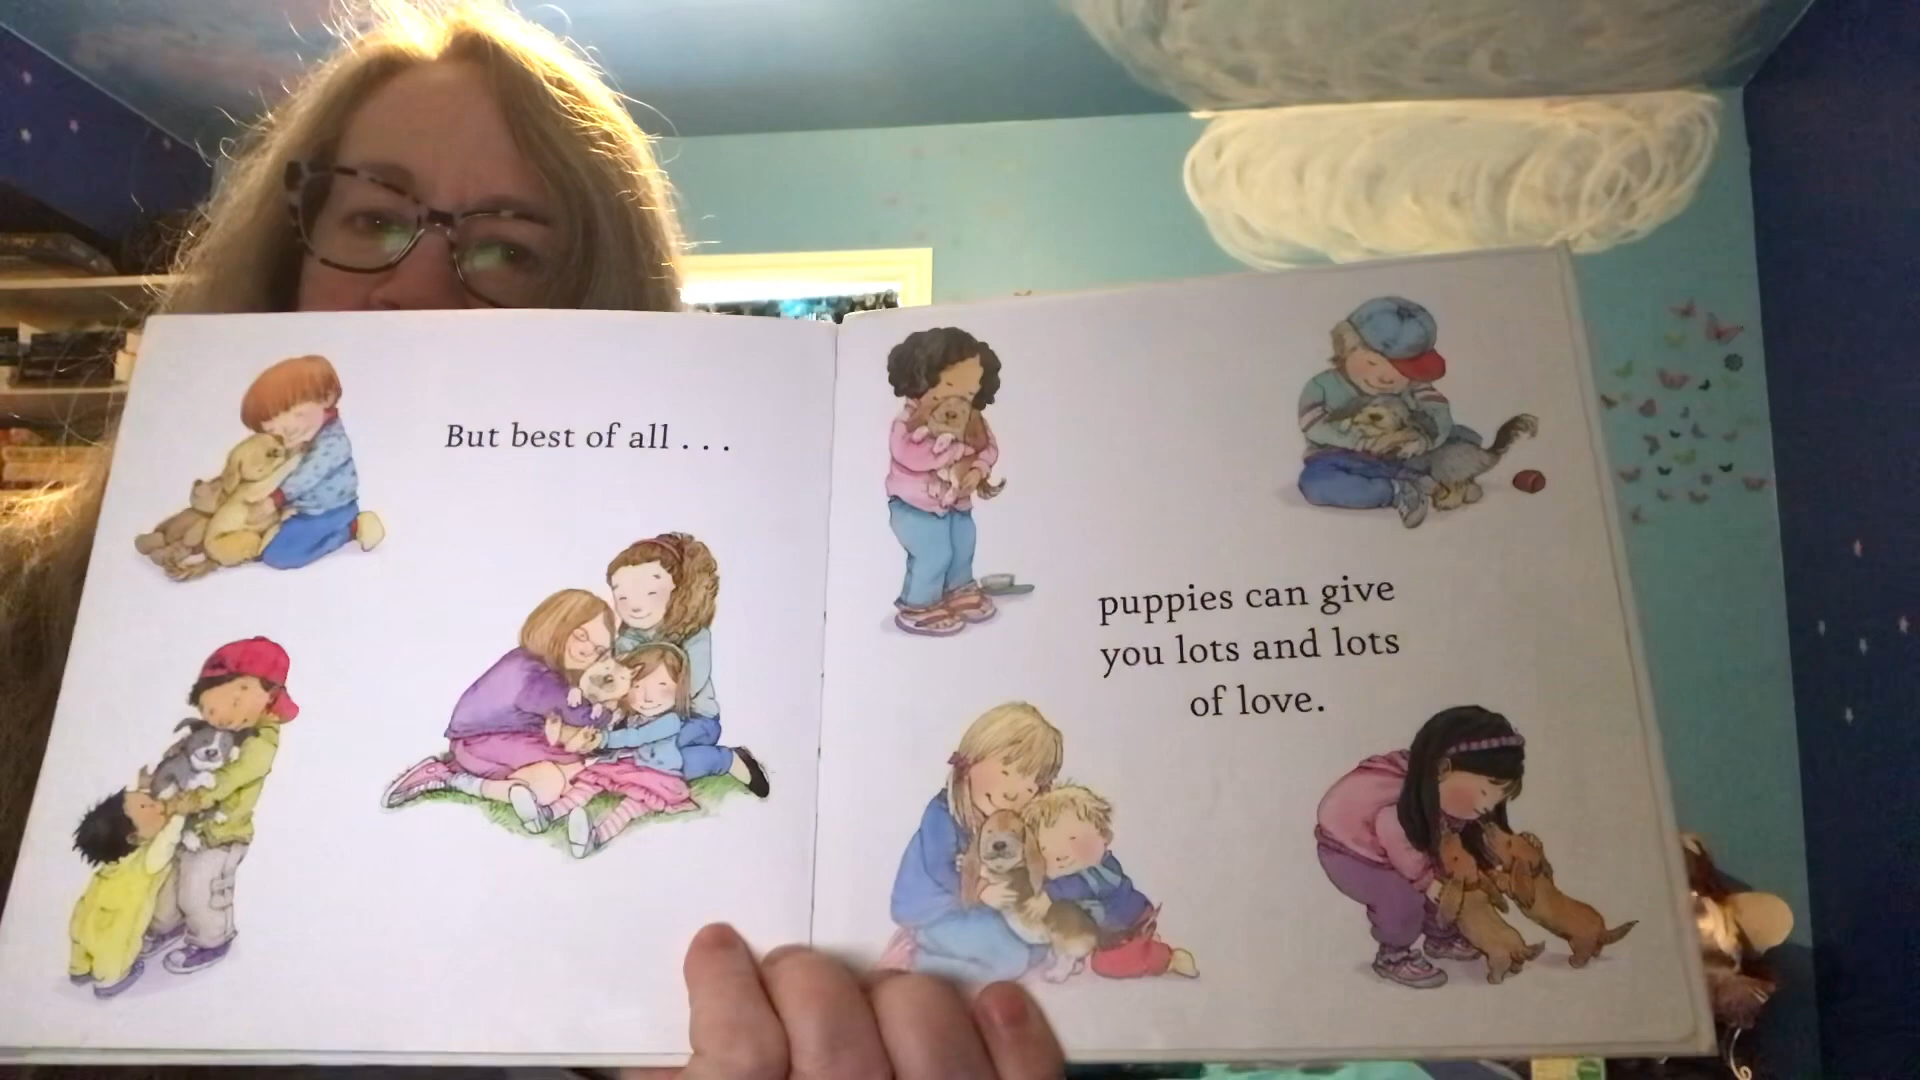 But best of all . . .
puppies can give
you lots and lots
of love.